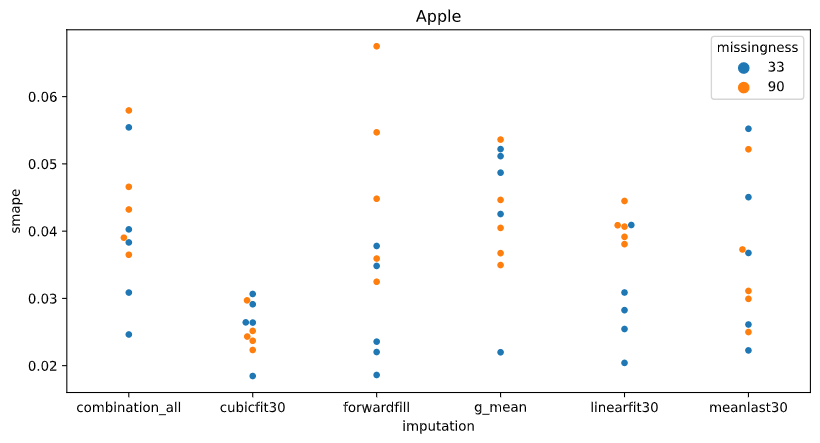 Apple
missingness
33
90
0.06
0.05
0.04
0.03
0.02
smape
combination_all cubicfit30 forwardfill g_mean linearfit30 meanlast30
imputation